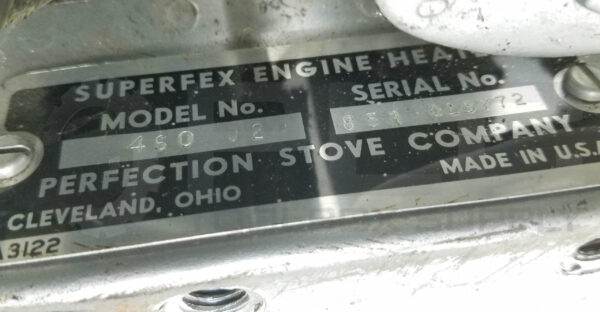 SUPERFEX ENGINE HEAT
MODEL No. SERIAL No.
PERFECTION STOVE COMPANY
CLEVELAND, OHIO MADE IN U.S.A
A3122